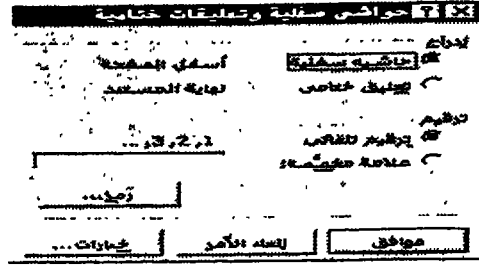 حواشي سفلية وتعليقات ختامية
إدراج
حاشية سفلية أسفل الصفحة
تعليق ختامي نهاية المستند
ترقيم
ترقيم تلقائي 1، 2، 3، ...
علامة مخصصة:
رمز...
موافق إلغاء الأمر خيارات...